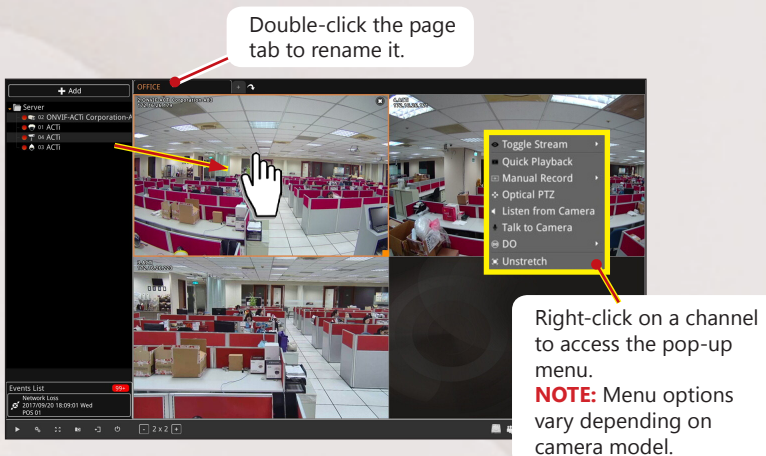 Double-click the page
tab to rename it.
+ Add
OFFICE
Server
02 ONVIF-ACTi Corporation-A
01 ACTi
04 ACTi
03 ACTi
Toggle Stream
Quick Playback
Manual Record
Optical PTZ
Listen from Camera
Talk to Camera
DO
Unstretch
Right-click on a channel
to access the pop-up
menu.
NOTE: Menu options
vary depending on
camera model.
Events List 99+
Network Loss
2017/09/20 18:09:01 Wed
POS 01
- 2 x 2 +